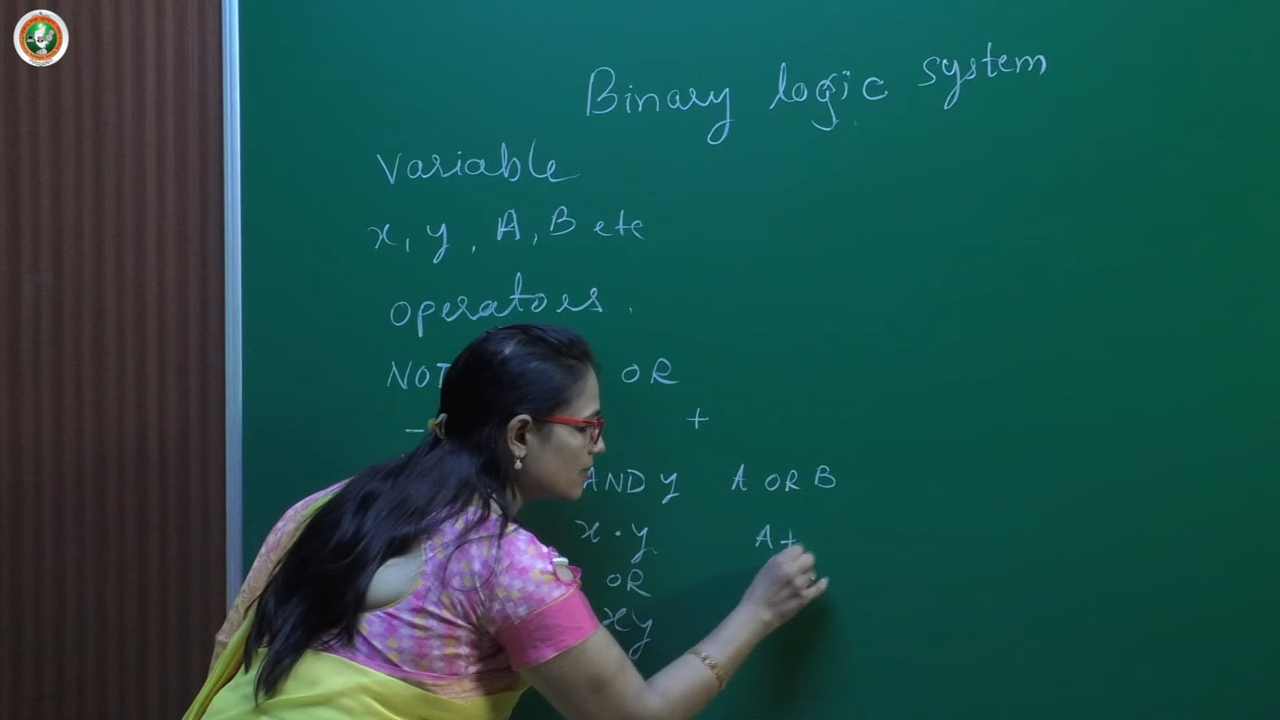 Binary logic system
Variable
x, y, A, B etc
operators.
NOT OR
- +
AND y A OR B
x . y A +
OR
xy